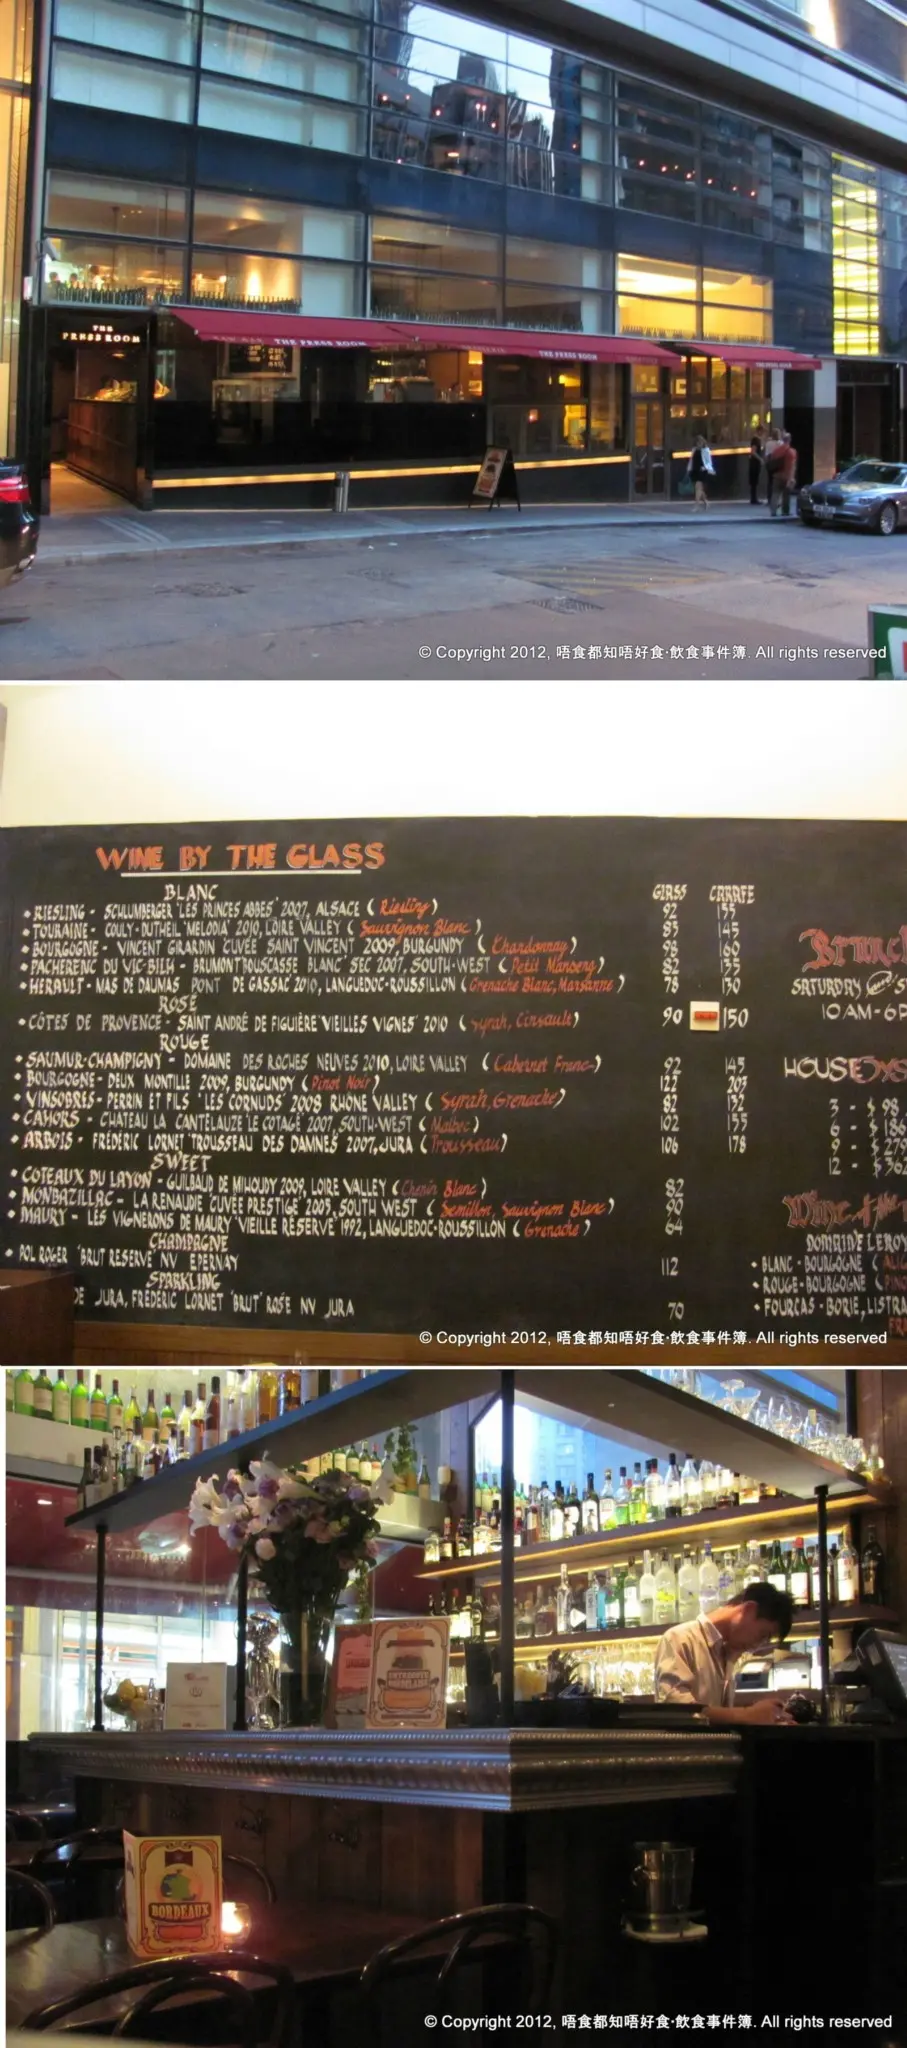 THE
PRESS ROOM
THE PRESS ROOM
THE PRESS ROOM
© Copyright 2012, 唔食都知唔好食‧飲食事件簿. All rights reserved
WINE BY THE GLASS
BLANC
GLASS CARAFE
• RIESLING - SCHLUMBERGER 'LES PRINCES ABBES' 2007, ALSACE (Riesling) 92 155
• TOURAINE - COULY-DUTHEIL 'MELODIA' 2010, LOIRE VALLEY (Sauvignon Blanc) 85 145
• BOURGOGNE - VINCENT GIRARDIN CUVÉE SAINT VINCENT 2009, BURGUNDY (Chardonnay) 98 160
• PACHERENC DU VIC-BILH - BRUMONT BOUSCASSE BLANC SEC 2007, SOUTH-WEST (Petit Manseng) 82 135
• HERAULT - MAS DE DAUMAS PONT DE GASSAC 2010, LANGUEDOC-ROUSSILLON (Grenache Blanc, Marsanne) 78 130
ROSÉ
• CÔTES DE PROVENCE - SAINT ANDRÉ DE FIGUIÈRE 'VIEILLES VIGNES' 2010 (Syrah, Cinsault) 90 150
ROUGE
• SAUMUR-CHAMPIGNY - DOMAINE DES ROCHES NEUVES 2010, LOIRE VALLEY (Cabernet Franc) 92 145
• BOURGOGNE - DEUX MONTILLE 2009, BURGUNDY (Pinot Noir) 122 203
• VINSOBRES - PERRIN ET FILS 'LES CORNUDS' 2008 RHÔNE VALLEY (Syrah, Grenache) 82 132
• CAHORS - CHATEAU LA CANTELAUZE 'LE COTAGE' 2007, SOUTH-WEST (Malbec) 102 155
• ARBOIS - FRÉDÉRIC LORNET 'TROUSSEAU DES DAMNES' 2007, JURA (Trousseau) 106 178
SWEET
• COTEAUX DU LAYON - GUILBAUD DE MIHOUDY 2009, LOIRE VALLEY (Chenin Blanc) 82
• MONBAZILLAC - LA RENAUDIE 'CUVÉE PRESTIGE' 2005, SOUTH WEST (Semillon, Sauvignon Blanc) 90
• MAURY - LES VIGNERONS DE MAURY 'VIEILLE RÉSERVE' 1992, LANGUEDOC-ROUSSILLON (Grenache) 64
CHAMPAGNE
POL ROGER 'BRUT RESERVE' NV EPERNAY 112
SPARKLING
DE JURA, FRÉDÉRIC LORNET 'BRUT' ROSÉ NV JURA 70
SATURDAY
10 AM - 6P
HOUSE
3 - $ 98
6 - $ 186
9 - $ 279
12 - $ 362
DOMAINE LEROY
• BLANC - BOURGOGNE
• ROUGE - BOURGOGNE
• FOURCAS - BORIE, LISTRA
© Copyright 2012, 唔食都知唔好食‧飲食事件簿. All rights reserved
BORDEAUX
© Copyright 2012, 唔食都知唔好食‧飲食事件簿. All rights reserved